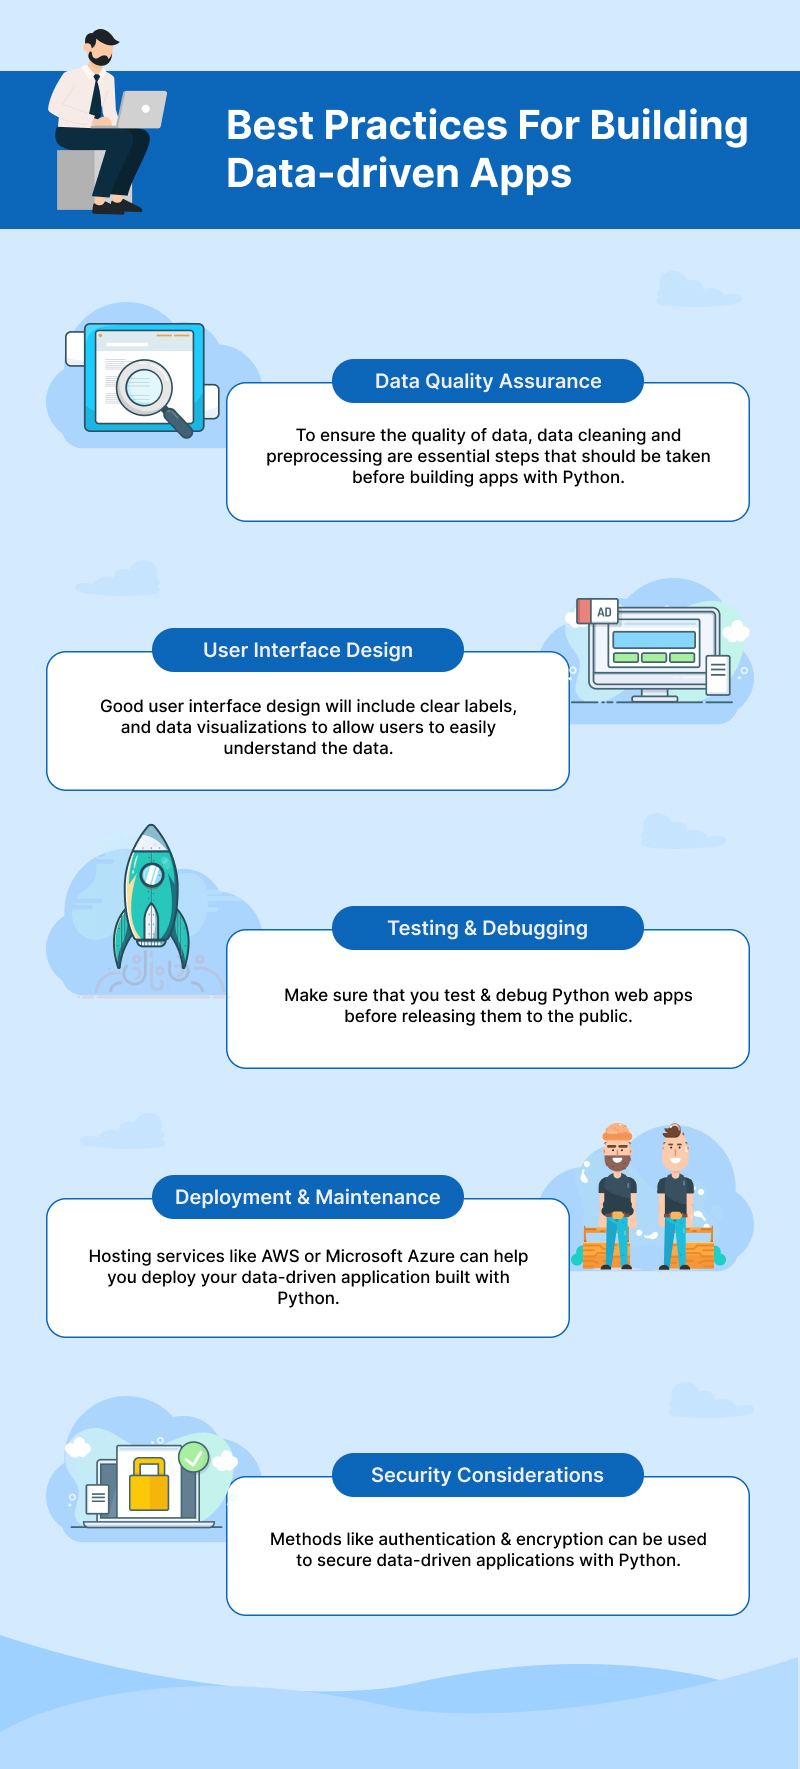 Best Practices For Building
Data-driven Apps
Data Quality Assurance
To ensure the quality of data, data cleaning and
preprocessing are essential steps that should be taken
before building apps with Python.
AD
User Interface Design
Good user interface design will include clear labels,
and data visualizations to allow users to easily
understand the data.
Testing & Debugging
Make sure that you test & debug Python web apps
before releasing them to the public.
Deployment & Maintenance
Hosting services like AWS or Microsoft Azure can help
you deploy your data-driven application built with
Python.
Security Considerations
Methods like authentication & encryption can be used
to secure data-driven applications with Python.